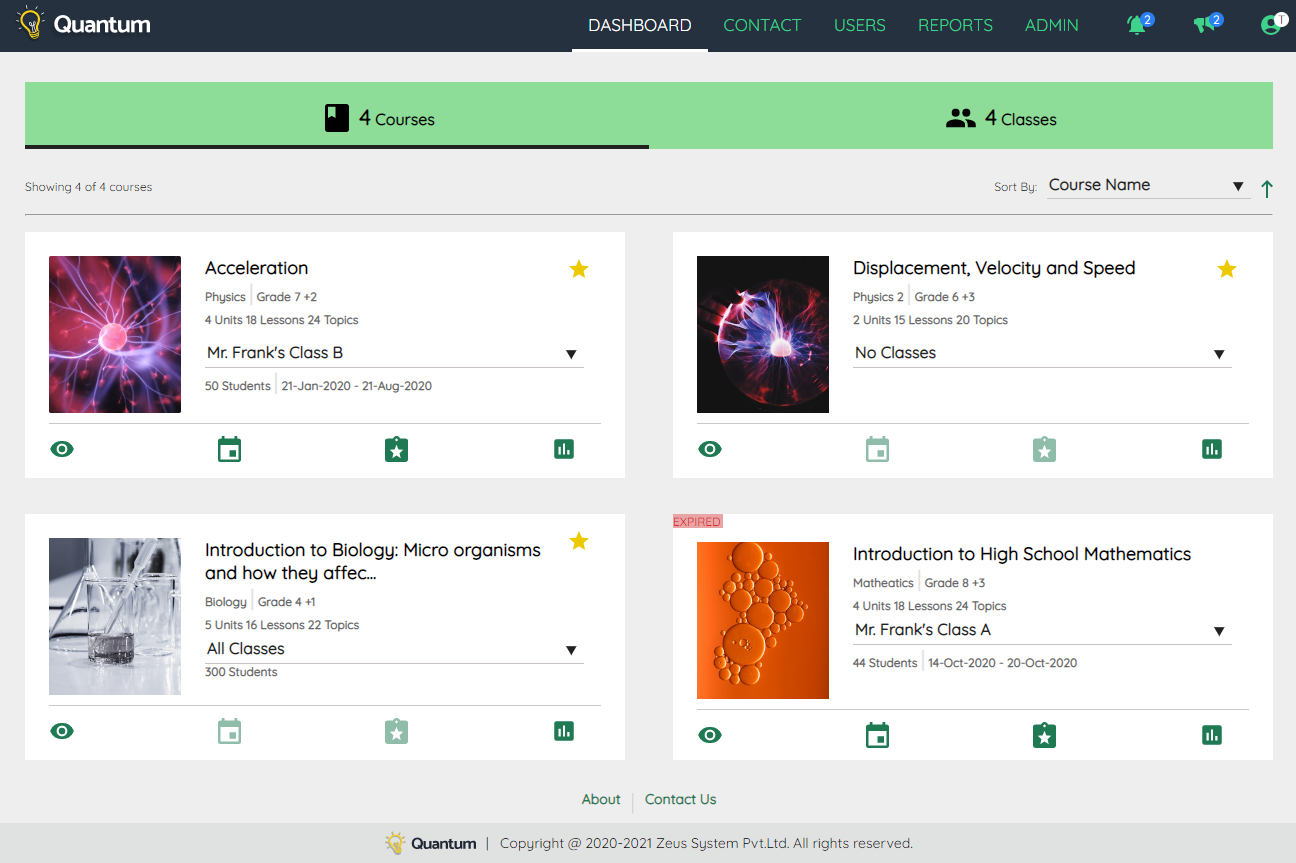 Quantum
DASHBOARD CONTACT USERS REPORTS ADMIN 2 2 T
4 Courses
4 Classes
Showing 4 of 4 courses
Sort By: Course Name
Acceleration
Physics Grade 7 +2
4 Units 18 Lessons 24 Topics
Mr. Frank's Class B
50 Students 21-Jan-2020 - 21-Aug-2020
Displacement, Velocity and Speed
Physics 2 Grade 6 +3
2 Units 15 Lessons 20 Topics
No Classes
Introduction to Biology: Micro organisms
and how they affec...
Biology Grade 4 +1
5 Units 16 Lessons 22 Topics
All Classes
300 Students
EXPIRED
Introduction to High School Mathematics
Matheatics Grade 8 +3
4 Units 18 Lessons 24 Topics
Mr. Frank's Class A
44 Students 14-Oct-2020 - 20-Oct-2020
About Contact Us
Quantum | Copyright @ 2020-2021 Zeus System Pvt.Ltd. All rights reserved.